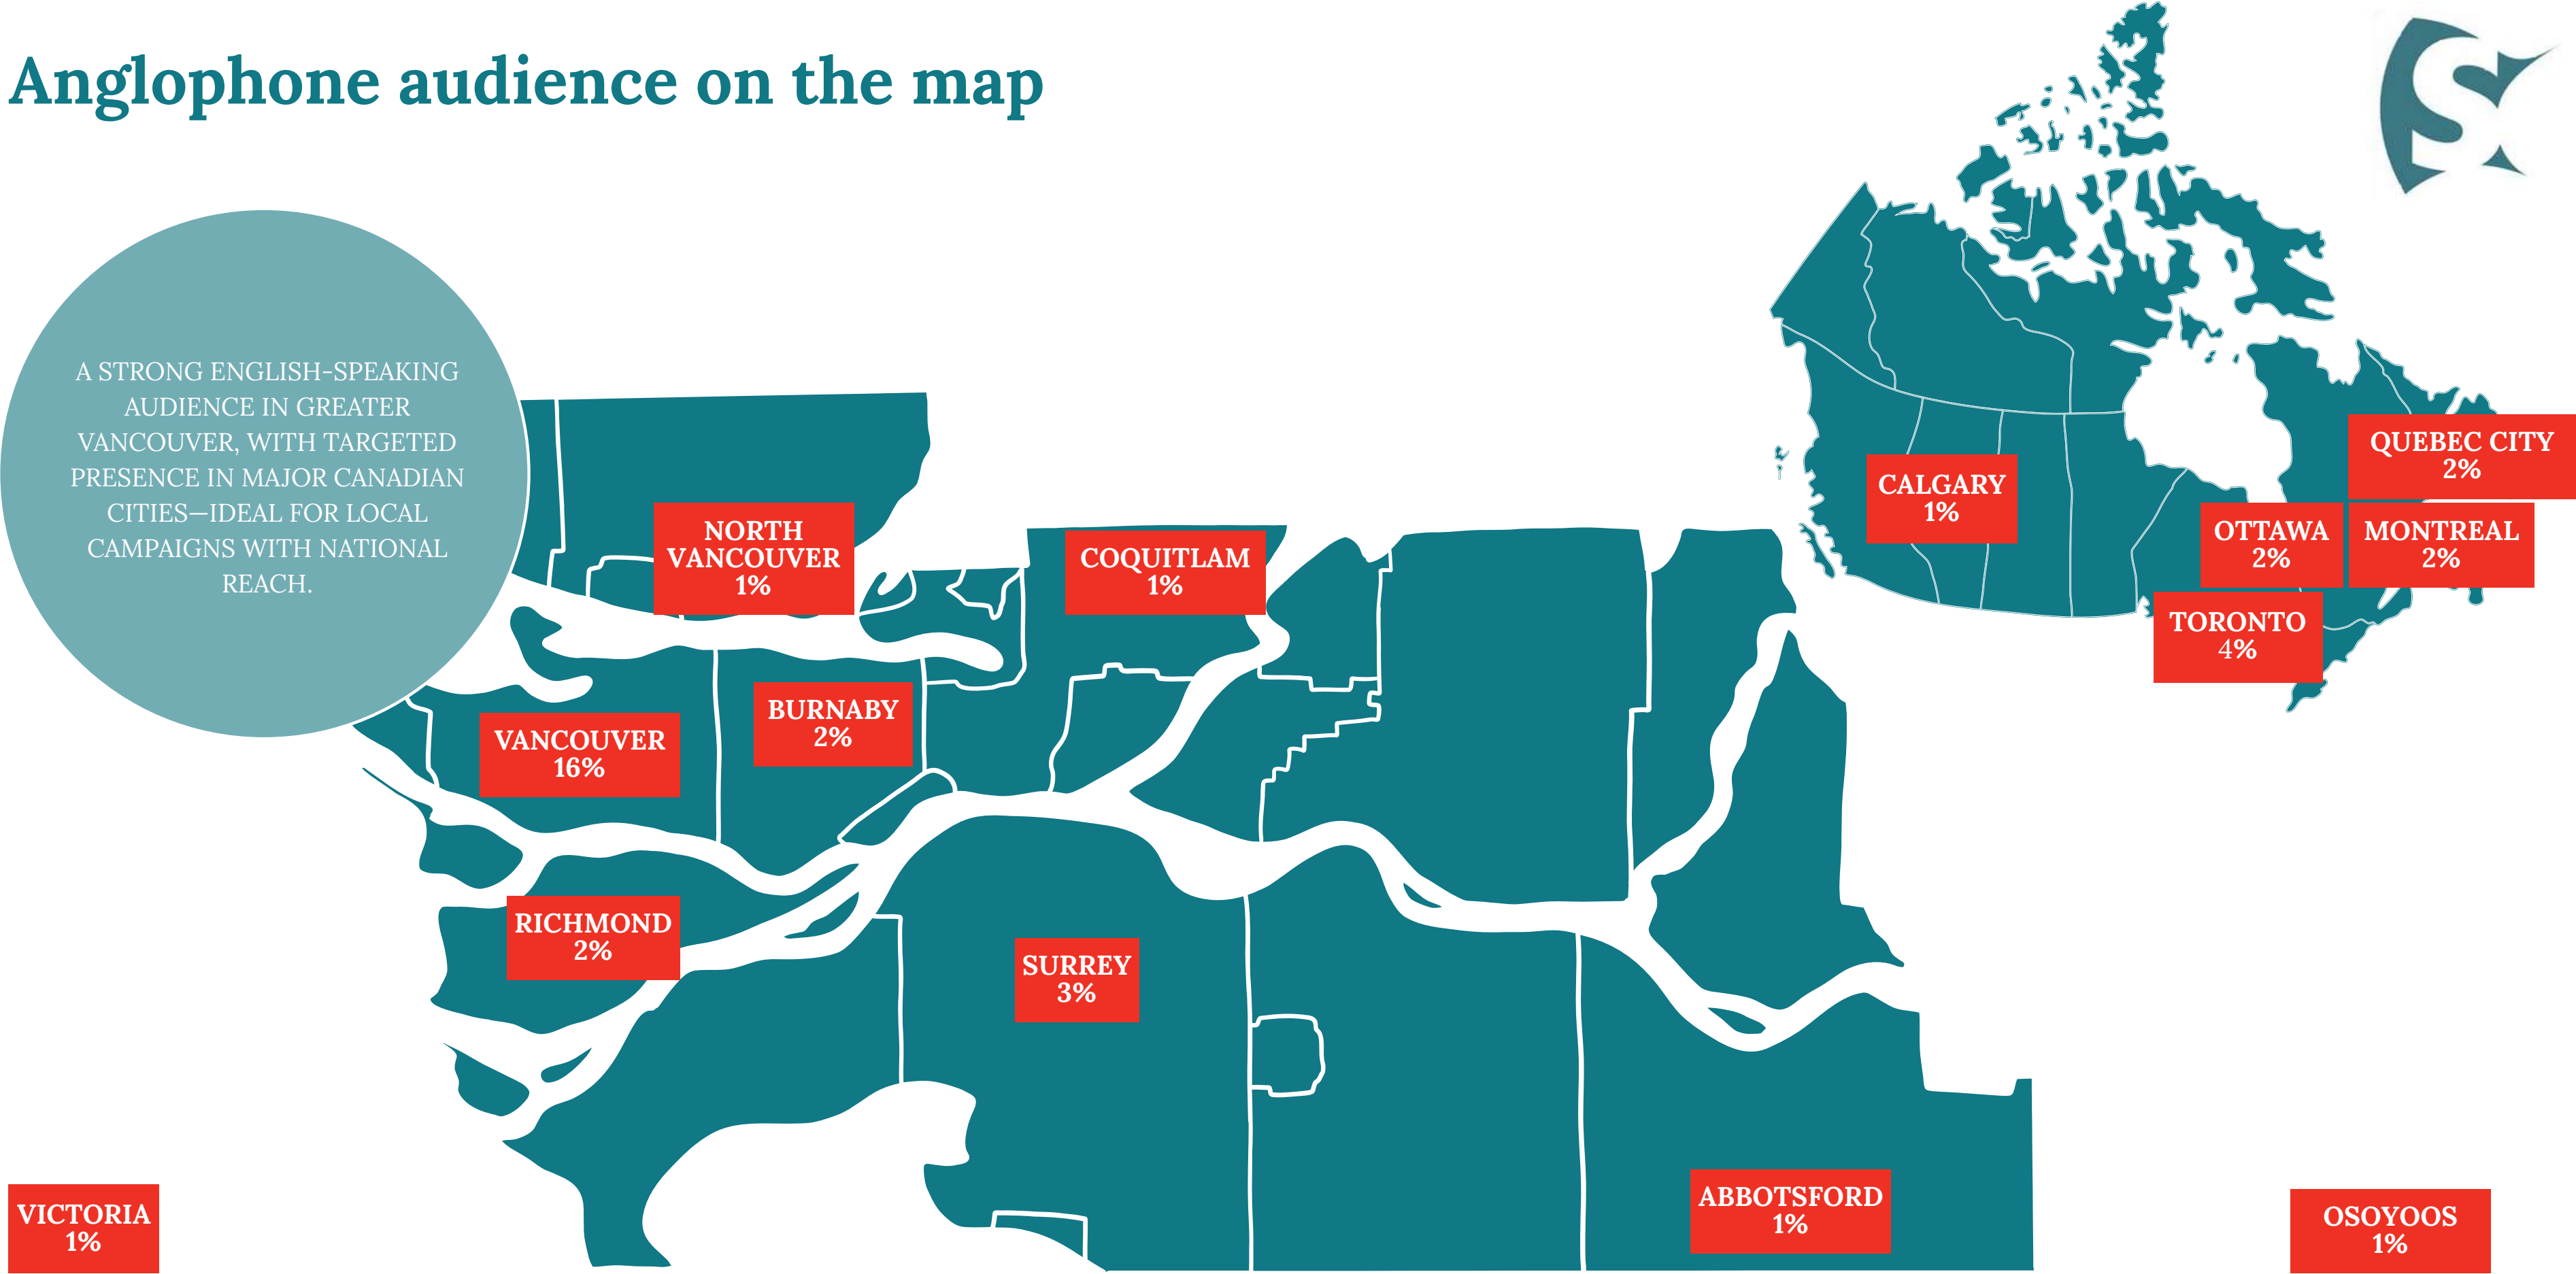 Anglophone audience on the map
A STRONG ENGLISH-SPEAKING
AUDIENCE IN GREATER
VANCOUVER, WITH TARGETED
PRESENCE IN MAJOR CANADIAN
CITIES—IDEAL FOR LOCAL
CAMPAIGNS WITH NATIONAL
REACH.
NORTH
VANCOUVER
1%
COQUITLAM
1%
BURNABY
2%
VANCOUVER
16%
RICHMOND
2%
SURREY
3%
ABBOTSFORD
1%
VICTORIA
1%
OSOYOOS
1%
CALGARY
1%
QUEBEC CITY
2%
OTTAWA
2%
MONTREAL
2%
TORONTO
4%
S